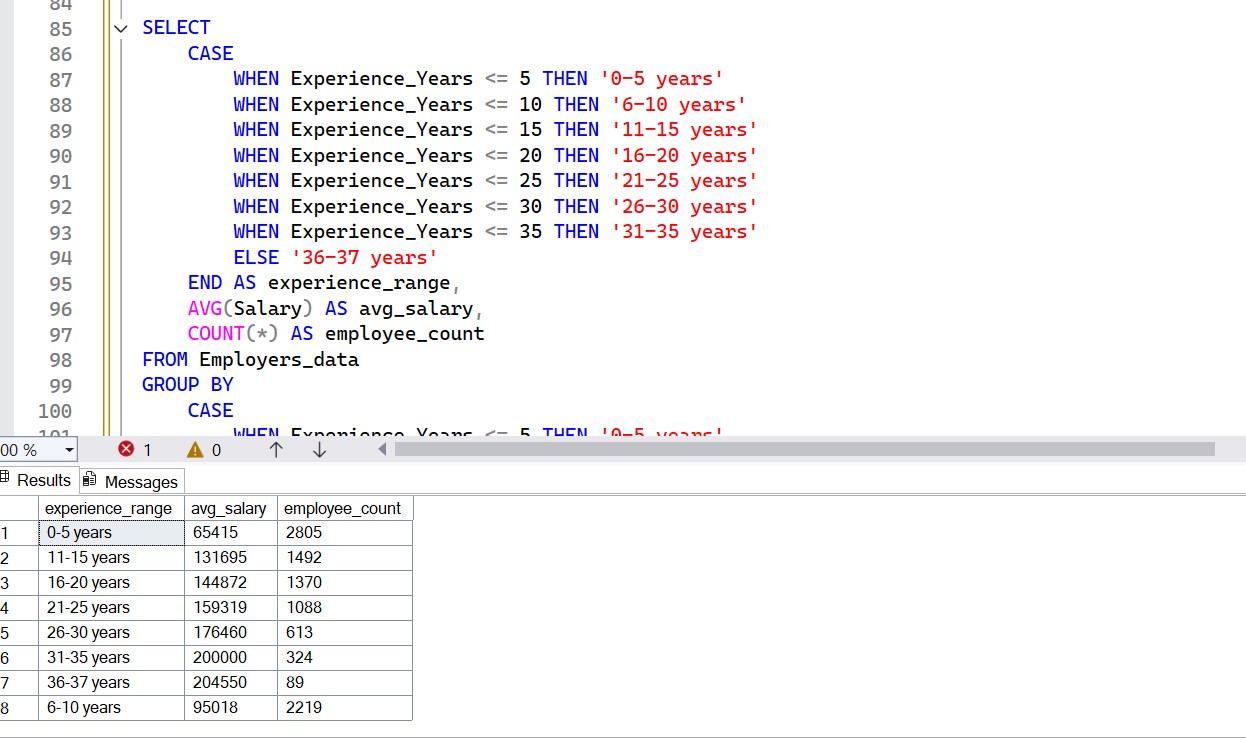 84
85 SELECT
86 CASE
87 WHEN Experience_Years <= 5 THEN '0-5 years'
88 WHEN Experience_Years <= 10 THEN '6-10 years'
89 WHEN Experience_Years <= 15 THEN '11-15 years'
90 WHEN Experience_Years <= 20 THEN '16-20 years'
91 WHEN Experience_Years <= 25 THEN '21-25 years'
92 WHEN Experience_Years <= 30 THEN '26-30 years'
93 WHEN Experience_Years <= 35 THEN '31-35 years'
94 ELSE '36-37 years'
95 END AS experience_range,
96 AVG(Salary) AS avg_salary,
97 COUNT(*) AS employee_count
98 FROM Employers_data
99 GROUP BY
100 CASE
101 WHEN Experience_Years <= 5 THEN '0-5 years'
00 % 1 0
Results Messages
experience_range avg_salary employee_count
1 0-5 years 65415 2805
2 11-15 years 131695 1492
3 16-20 years 144872 1370
4 21-25 years 159319 1088
5 26-30 years 176460 613
6 31-35 years 200000 324
7 36-37 years 204550 89
8 6-10 years 95018 2219